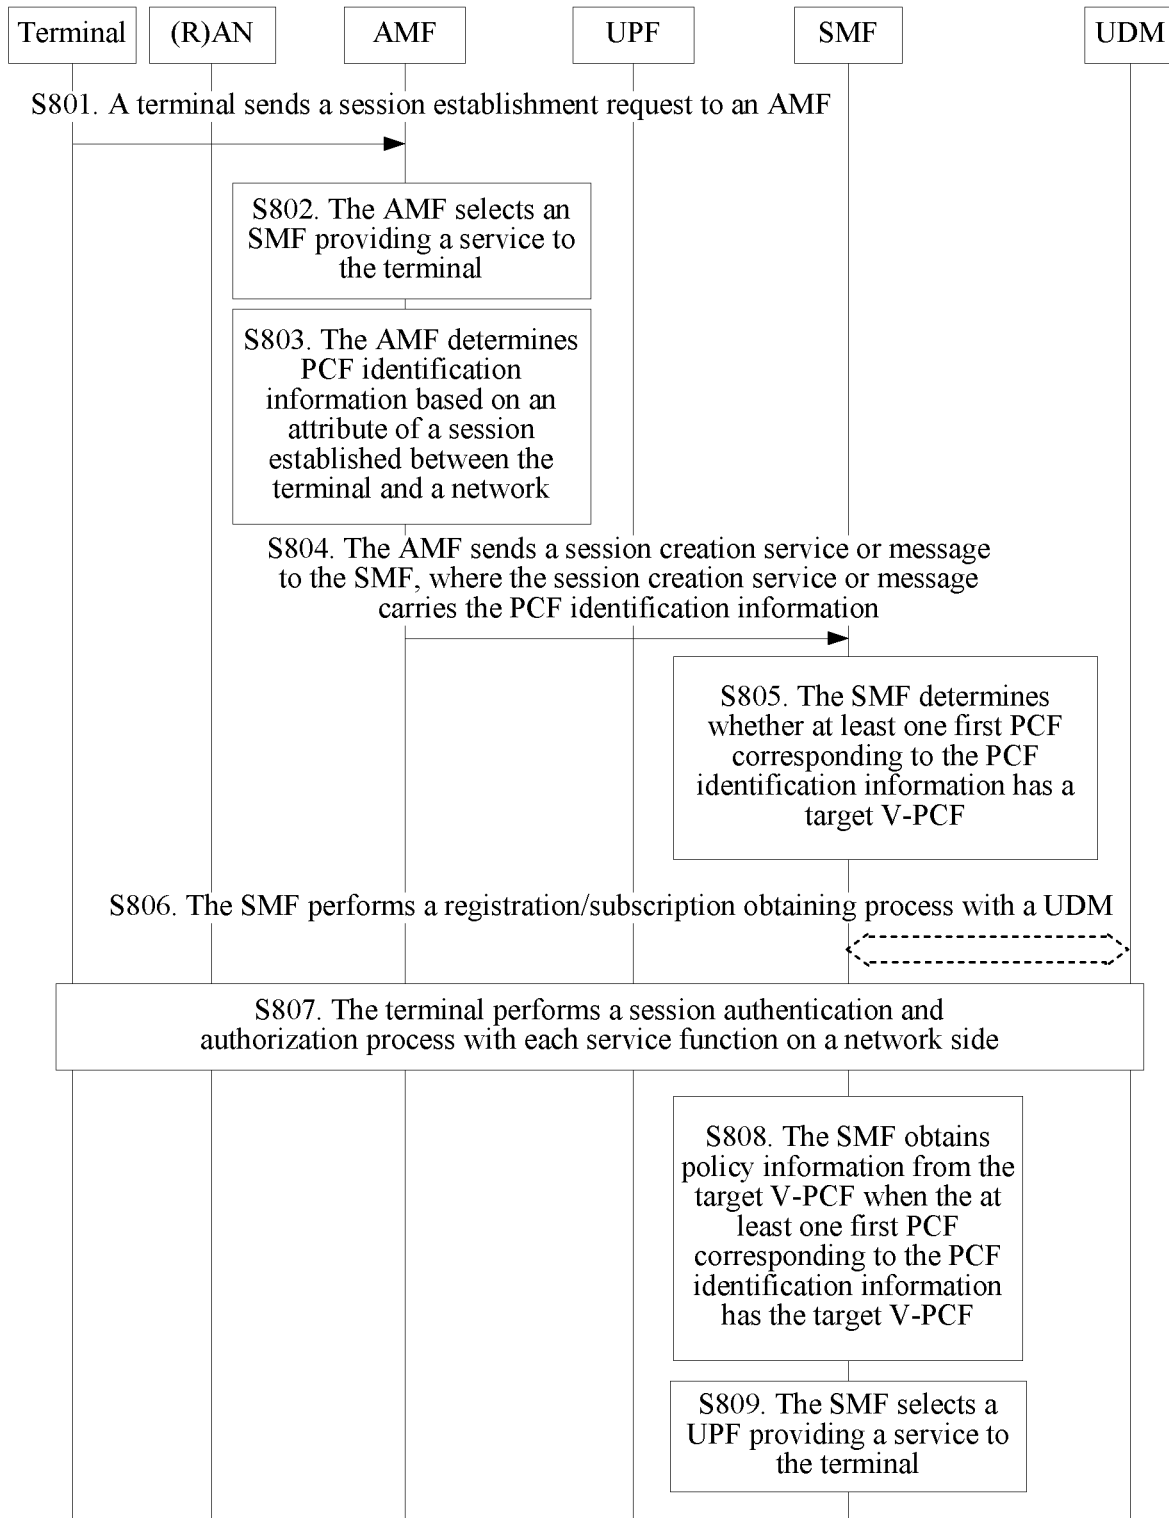 Terminal
(R)AN
AMF
UPF
SMF
UDM
S801. A terminal sends a session establishment request to an AMF
S802. The AMF selects an
SMF providing a service to
the terminal
S803. The AMF determines
PCF identification
information based on an
attribute of a session
established between the
terminal and a network
S804. The AMF sends a session creation service or message
to the SMF, where the session creation service or message
carries the PCF identification information
S805. The SMF determines
whether at least one first PCF
corresponding to the PCF
identification information has a
target V-PCF
S806. The SMF performs a registration/subscription obtaining process with a UDM
S807. The terminal performs a session authentication and
authorization process with each service function on a network side
S808. The SMF obtains
policy information from the
target V-PCF when the at
least one first PCF
corresponding to the PCF
identification information
has the target V-PCF
S809. The SMF selects a
UPF providing a service to
the terminal